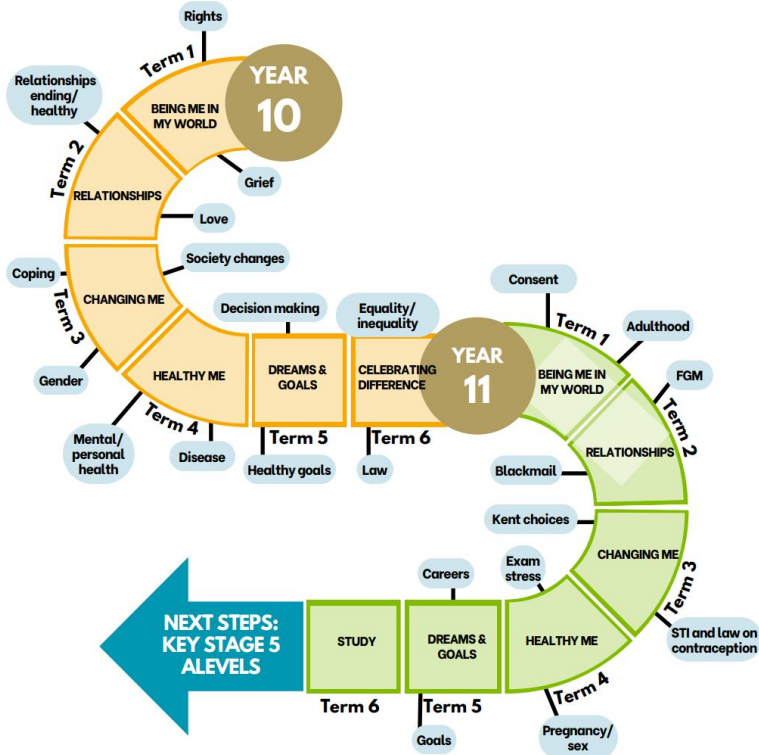 Rights
Term 1
YEAR
10
BEING ME IN
MY WORLD
Relationships
ending/
healthy
Grief
Term 2
RELATIONSHIPS
Love
Society changes
Coping
CHANGING ME
Term 3
Gender
HEALTHY ME
Term 4
Mental/
personal
health
Disease
Decision making
DREAMS &
GOALS
Term 5
Healthy goals
Equality/
inequality
CELEBRATING
DIFFERENCE
Term 6
Law
YEAR
11
Consent
Term 1
Adulthood
BEING ME IN
MY WORLD
FGM
Term 2
RELATIONSHIPS
Blackmail
Kent choices
CHANGING ME
Term 3
STI and law on
contraception
Exam
stress
HEALTHY ME
Term 4
Pregnancy/
sex
Careers
DREAMS &
GOALS
Term 5
Goals
STUDY
Term 6
NEXT STEPS:
KEY STAGE 5
ALEVELS